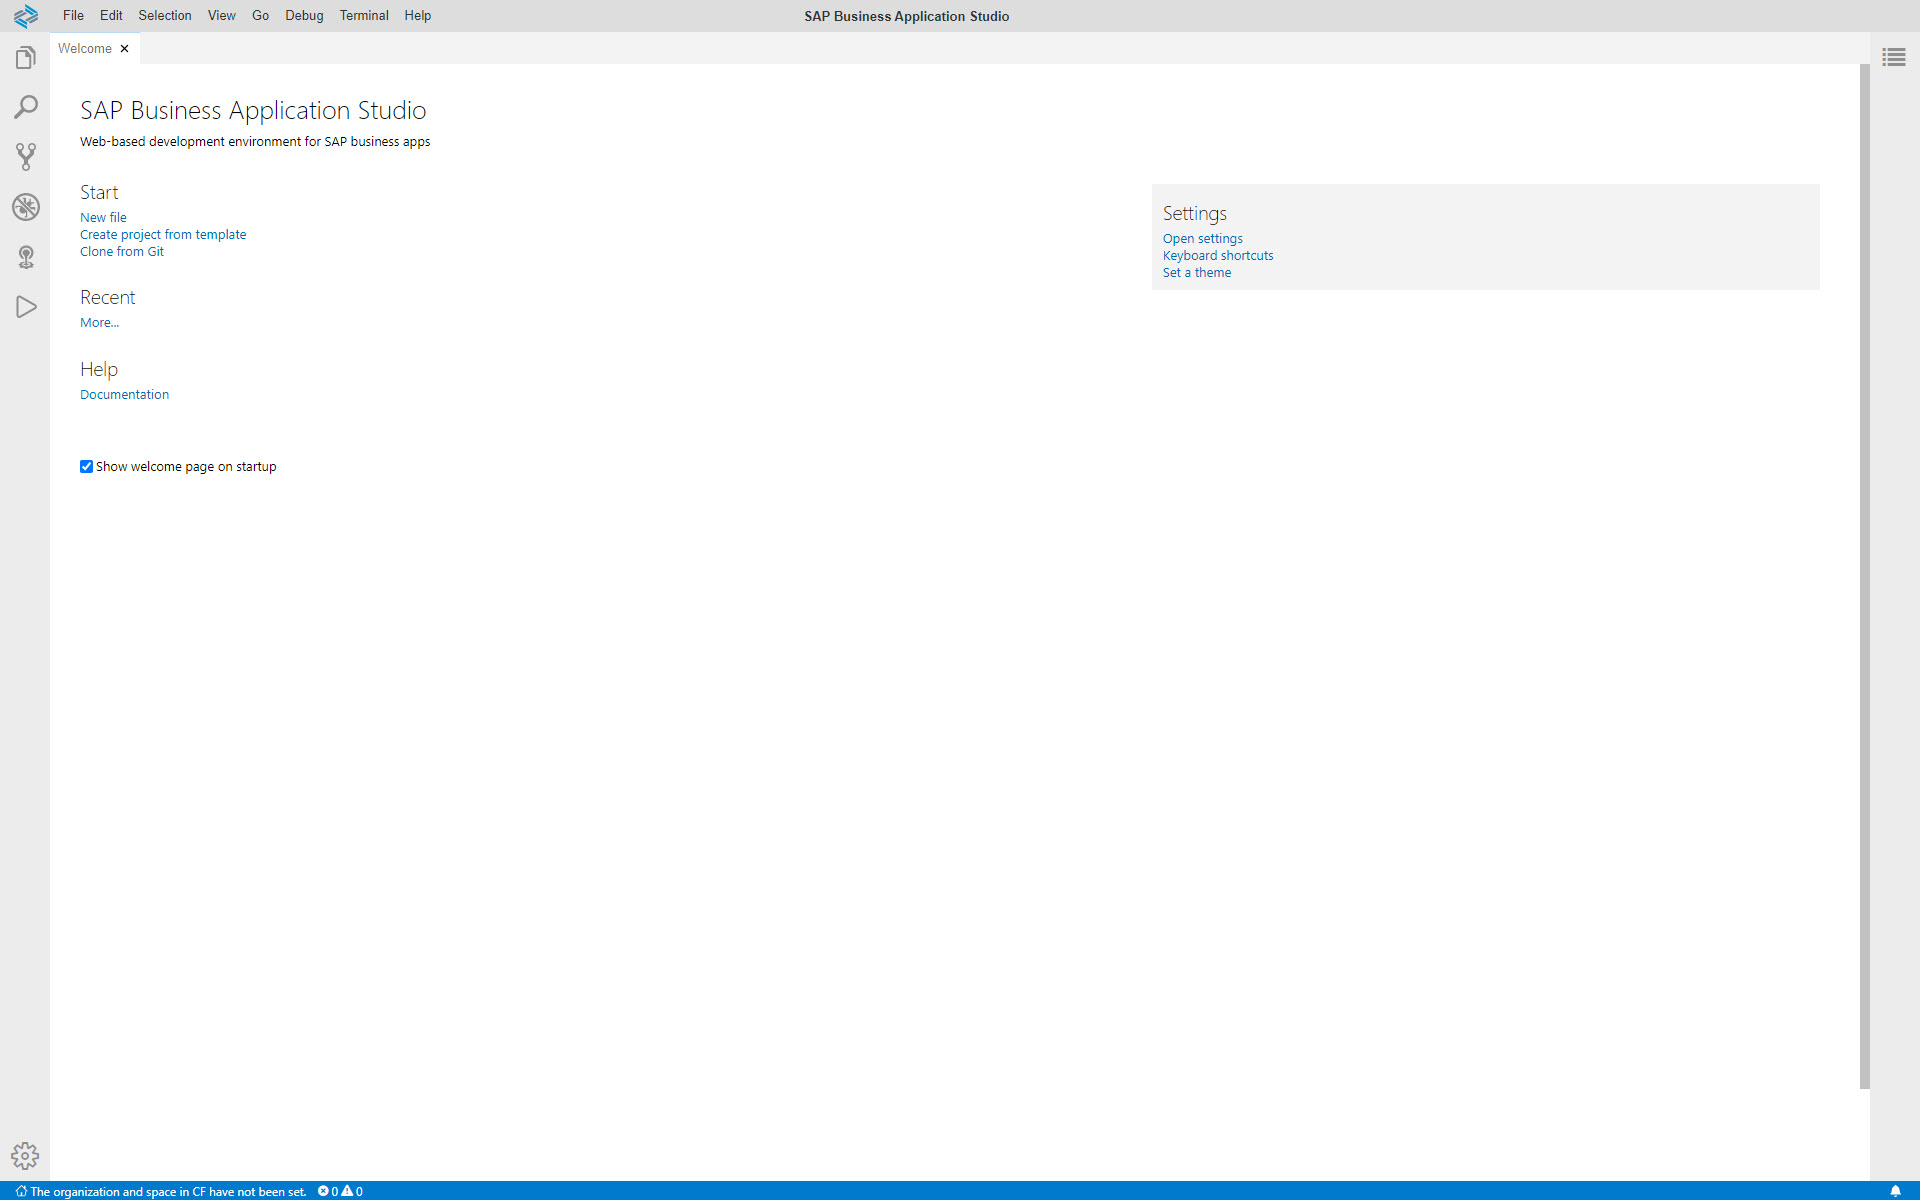 File Edit Selection View Go Debug Terminal Help
SAP Business Application Studio
Welcome
SAP Business Application Studio
Web-based development environment for SAP business apps
Start
New file
Create project from template
Clone from Git
Recent
More...
Help
Documentation
Show welcome page on startup
Settings
Open settings
Keyboard shortcuts
Set a theme
The organization and space in CF have not been set. 0 0